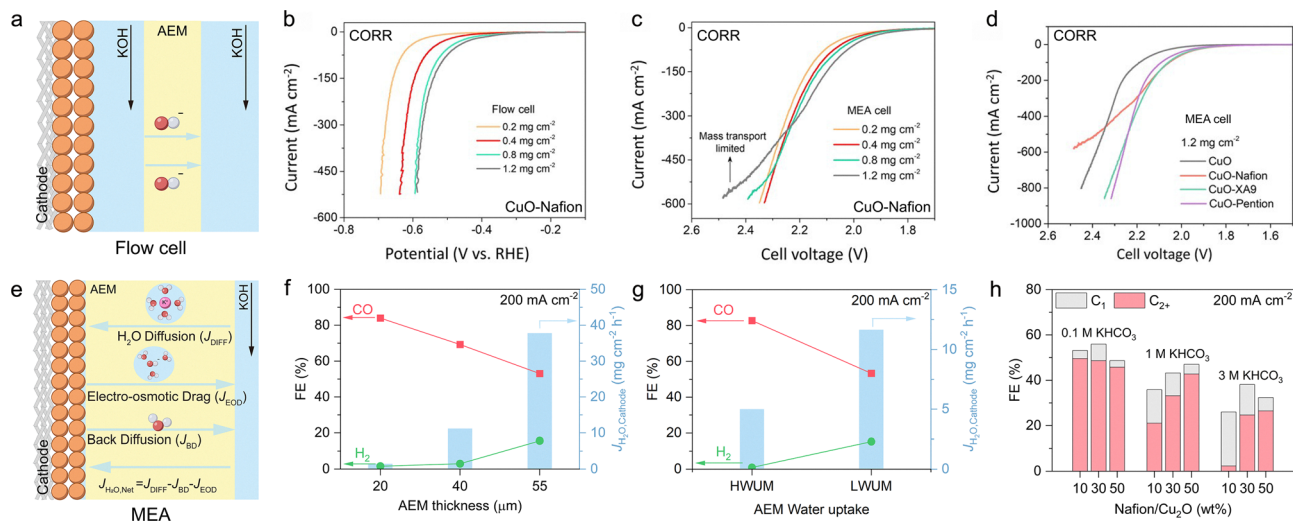 a
KOH
AEM
KOH
Cathode
Flow cell
b
CORR
Flow cell
0.2 mg cm⁻²
0.4 mg cm⁻²
0.8 mg cm⁻²
1.2 mg cm⁻²
CuO-Nafion
Current (mA cm⁻²)
0
-150
-300
-450
-600
-0.8 -0.6 -0.4 -0.2 -0.1
Potential (V vs. RHE)
c
CORR
MEA cell
0.2 mg cm⁻²
0.4 mg cm⁻²
0.8 mg cm⁻²
1.2 mg cm⁻²
Mass transport
limited
CuO-Nafion
Current (mA cm⁻²)
0
-150
-300
-450
-600
2.6 2.4 2.2 2.0 1.8
Cell voltage (V)
d
CORR
MEA cell
1.2 mg cm⁻²
CuO
CuO-Nafion
CuO-XA9
CuO-Pention
Current (mA cm⁻²)
0
-200
-400
-600
-800
-1000
2.6 2.4 2.2 2.0 1.8 1.6
Cell voltage (V)
e
AEM
KOH
H₂O Diffusion (J_DIFF)
Electro-osmotic Drag (J_EOD)
Back Diffusion (J_BD)
J_H₂O,Net =J_DIFF-J_BD-J_EOD
Cathode
MEA
f
200 mA cm⁻²
CO
H₂
FE (%)
100
80
60
40
20
0
20 40 55
AEM thickness (μm)
50
40
30
20
10
0
J_H₂O,Cathode
(mg cm⁻² h⁻¹)
g
200 mA cm⁻²
CO
H₂
FE (%)
100
80
60
40
20
0
HWUM LWUM
AEM Water uptake
15
10
5
0
J_H₂O,Cathode
(mg cm⁻² h⁻¹)
h
C₁ C₂₊ 200 mA cm⁻²
0.1 M KHCO₃
1 M KHCO₃
3 M KHCO₃
FE (%)
80
60
40
20
0
10 30 50 10 30 50 10 30 50
Nafion/Cu₂O (wt%)